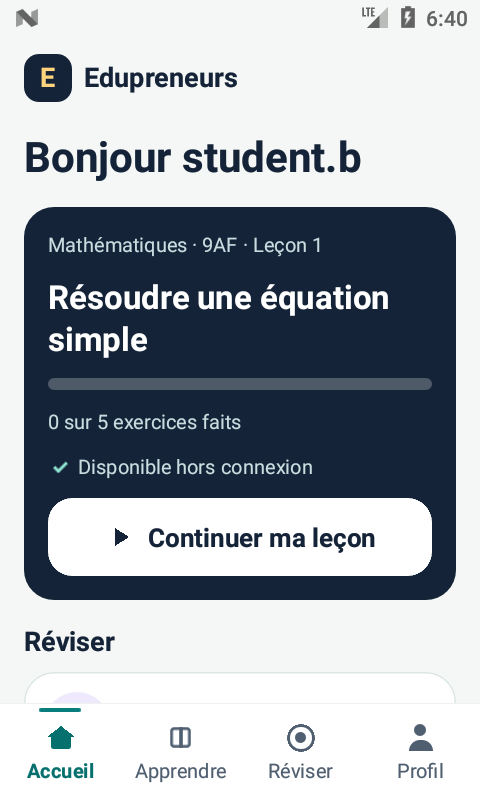 LTE 6:40
E Edupreneurs
Bonjour student.b
Mathématiques · 9AF · Leçon 1
Résoudre une équation
simple
0 sur 5 exercices faits
Disponible hors connexion
Continuer ma leçon
Réviser
Accueil Apprendre Réviser Profil